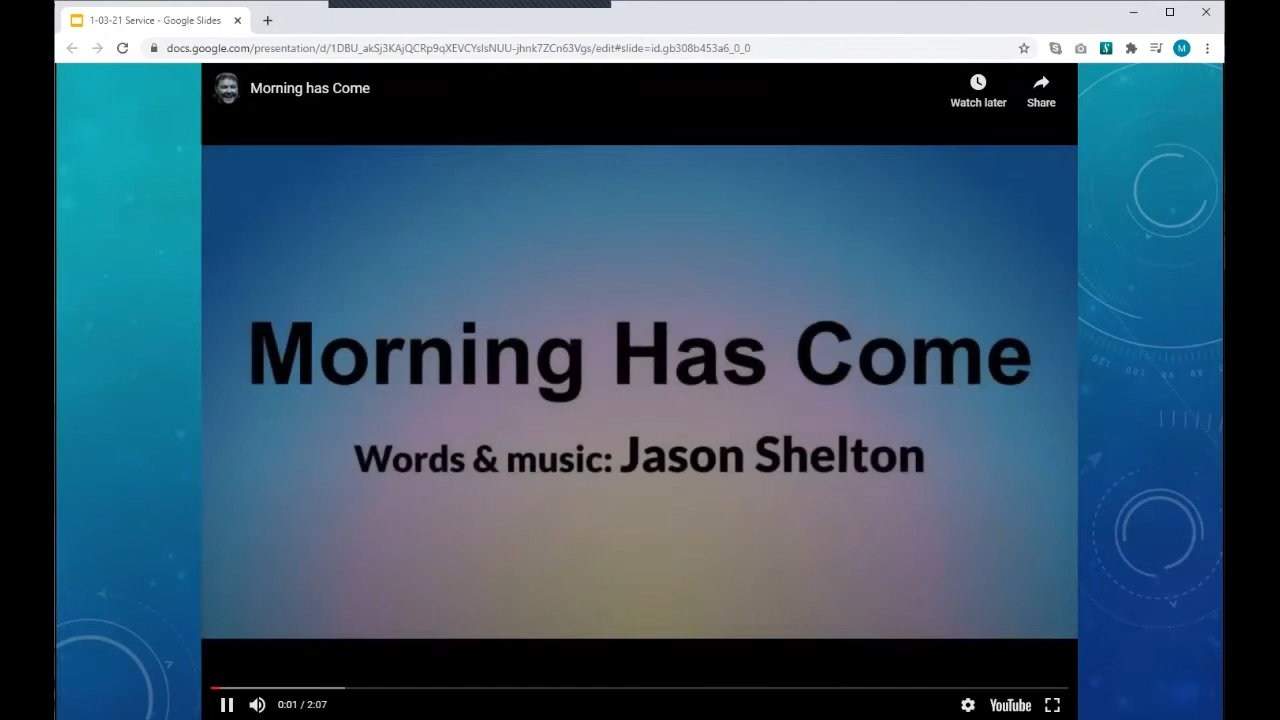 1-03-21 Service - Google Slides
docs.google.com/presentation/d/1DBU_akSj3KAjQCRp9qXEVCYslsNUU-jhnk7ZCn63Vgs/edit#slide=id.gb308b453a6_0_0
M
Morning has Come
Watch later
Share
Morning Has Come
Words & music: Jason Shelton
0:01 / 2:07
YouTube